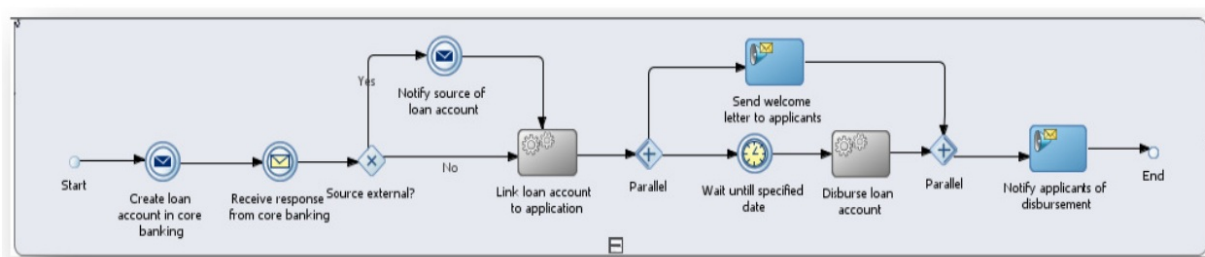 Yes
Notify source of
loan account
Send welcome
letter to applicants
Start
Create loan
account in core
banking
Receive response
from core banking
Source external?
No
Link loan account
to application
Parallel
Wait untill specified
date
Disburse loan
account
Parallel
Notify applicants of
disbursement
End